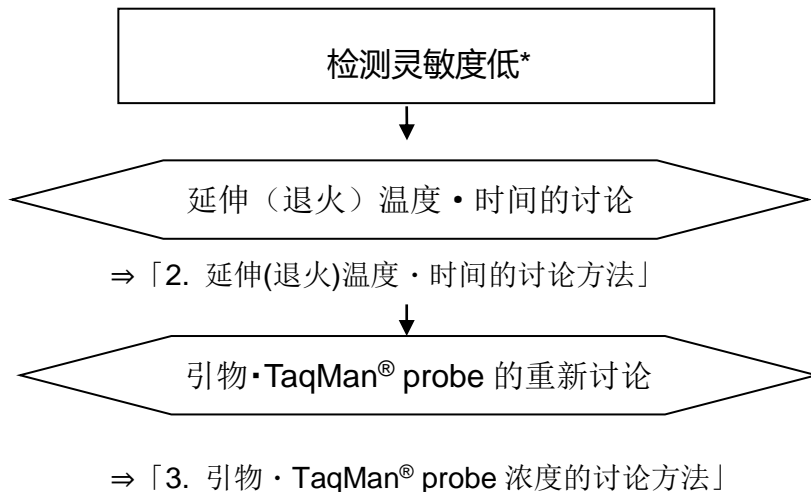 检测灵敏度低*
延伸（退火）温度・时间的讨论
⇒「2. 延伸(退火)温度・时间的讨论方法」
引物・TaqMan® probe 的重新讨论
⇒「3. 引物・TaqMan® probe 浓度的讨论方法」